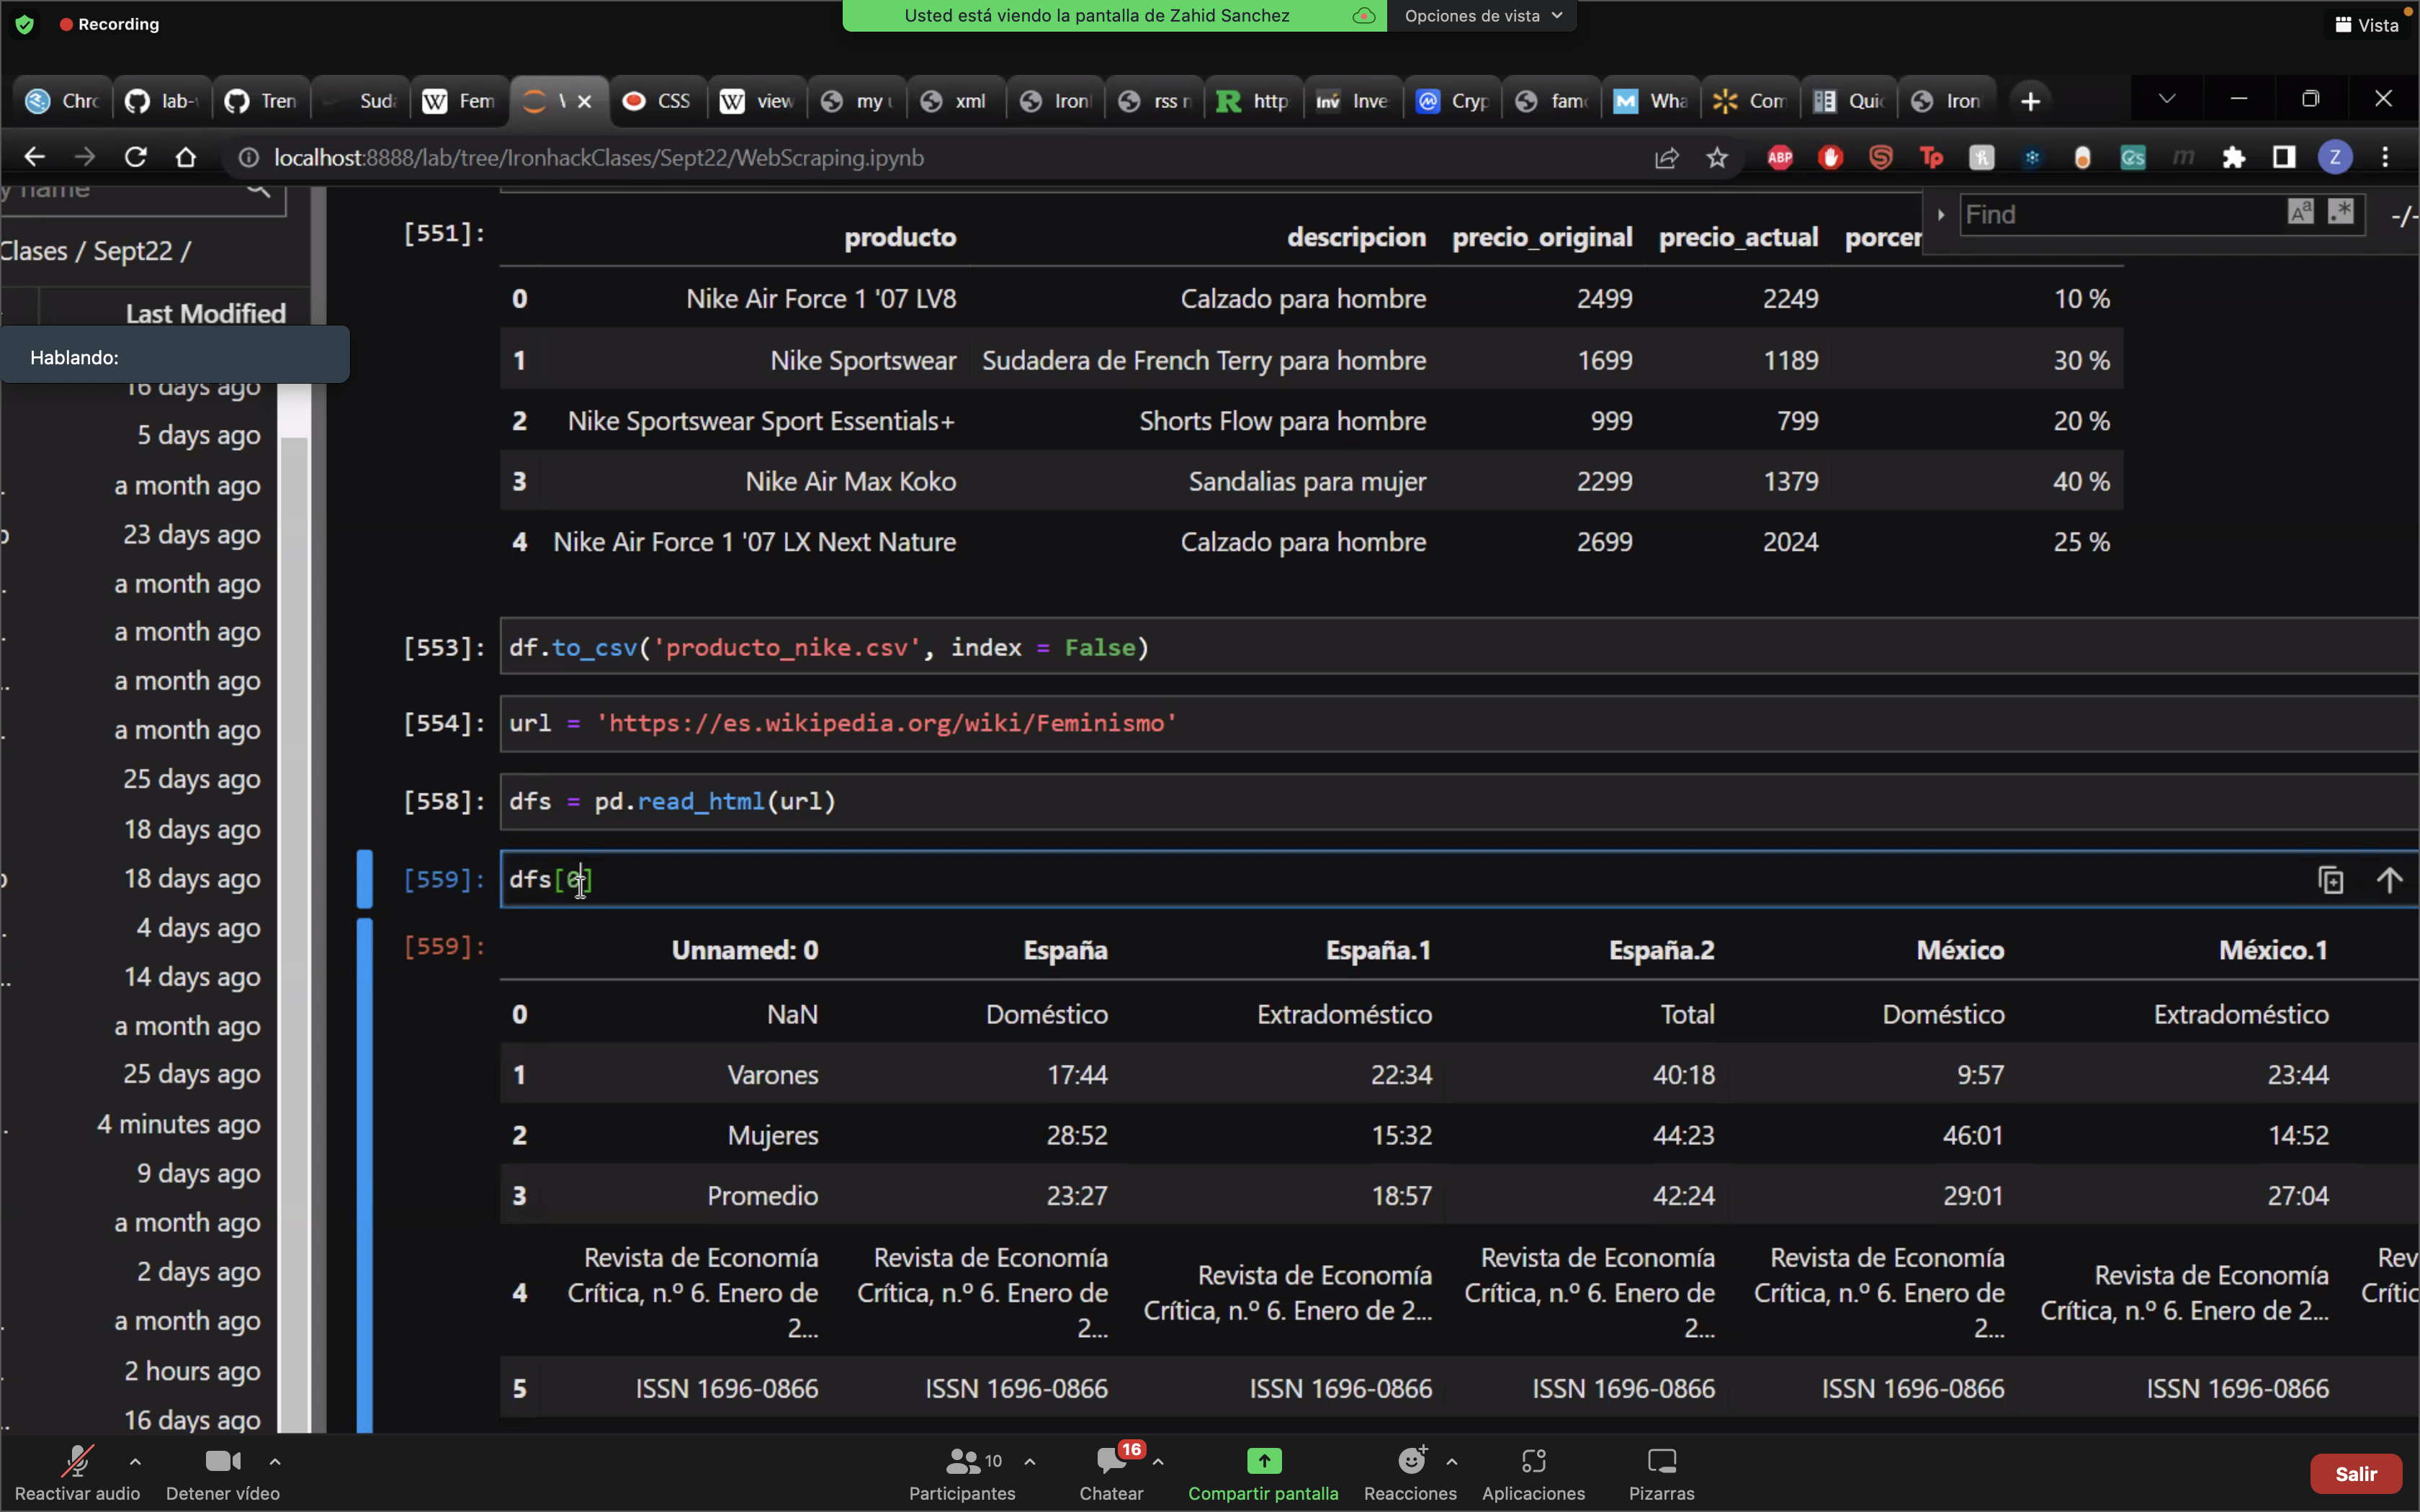 Recording
Usted está viendo la pantalla de Zahid Sanchez
Opciones de vista
Vista
Chro
lab-
Tren
Suda
Fem
CSS
view
my
xml
Iron
rss
http
Inve
Cryp
famo
Wha
Com
Quic
Iron
localhost:8888/lab/tree/IronhackClases/Sept22/WebScraping.ipynb
y name
Clases / Sept22 /
Last Modified
Hablando:
16 days ago
5 days ago
a month ago
23 days ago
a month ago
a month ago
a month ago
a month ago
25 days ago
18 days ago
18 days ago
4 days ago
14 days ago
a month ago
25 days ago
4 minutes ago
9 days ago
a month ago
2 days ago
a month ago
2 hours ago
16 days ago
Find
-/-
[551]:
producto descripcion precio_original precio_actual porcer
0 Nike Air Force 1 '07 LV8 Calzado para hombre 2499 2249 10 %
1 Nike Sportswear Sudadera de French Terry para hombre 1699 1189 30 %
2 Nike Sportswear Sport Essentials+ Shorts Flow para hombre 999 799 20 %
3 Nike Air Max Koko Sandalias para mujer 2299 1379 40 %
4 Nike Air Force 1 '07 LX Next Nature Calzado para hombre 2699 2024 25 %
[553]: df.to_csv('producto_nike.csv', index = False)
[554]: url = 'https://es.wikipedia.org/wiki/Feminismo'
[558]: dfs = pd.read_html(url)
[559]: dfs[0]
[559]: Unnamed: 0 España España.1 España.2 México México.1
0 NaN Doméstico Extradoméstico Total Doméstico Extradoméstico
1 Varones 17:44 22:34 40:18 9:57 23:44
2 Mujeres 28:52 15:32 44:23 46:01 14:52
3 Promedio 23:27 18:57 42:24 29:01 27:04
Revista de Economía Revista de Economía Revista de Economía Revista de Economía Rev
4 Crítica, n.º 6. Enero de Crítica, n.º 6. Enero de Revista de Economía Crítica, n.º 6. Enero de Crítica, n.º 6. Enero de Revista de Economía Crític
2... 2... Crítica, n.º 6. Enero de 2... 2... 2... Crítica, n.º 6. Enero de 2...
5 ISSN 1696-0866 ISSN 1696-0866 ISSN 1696-0866 ISSN 1696-0866 ISSN 1696-0866 ISSN 1696-0866
Reactivar audio
Detener vídeo
10
Participantes
16
Chatear
Compartir pantalla
Reacciones
Aplicaciones
Pizarras
Salir